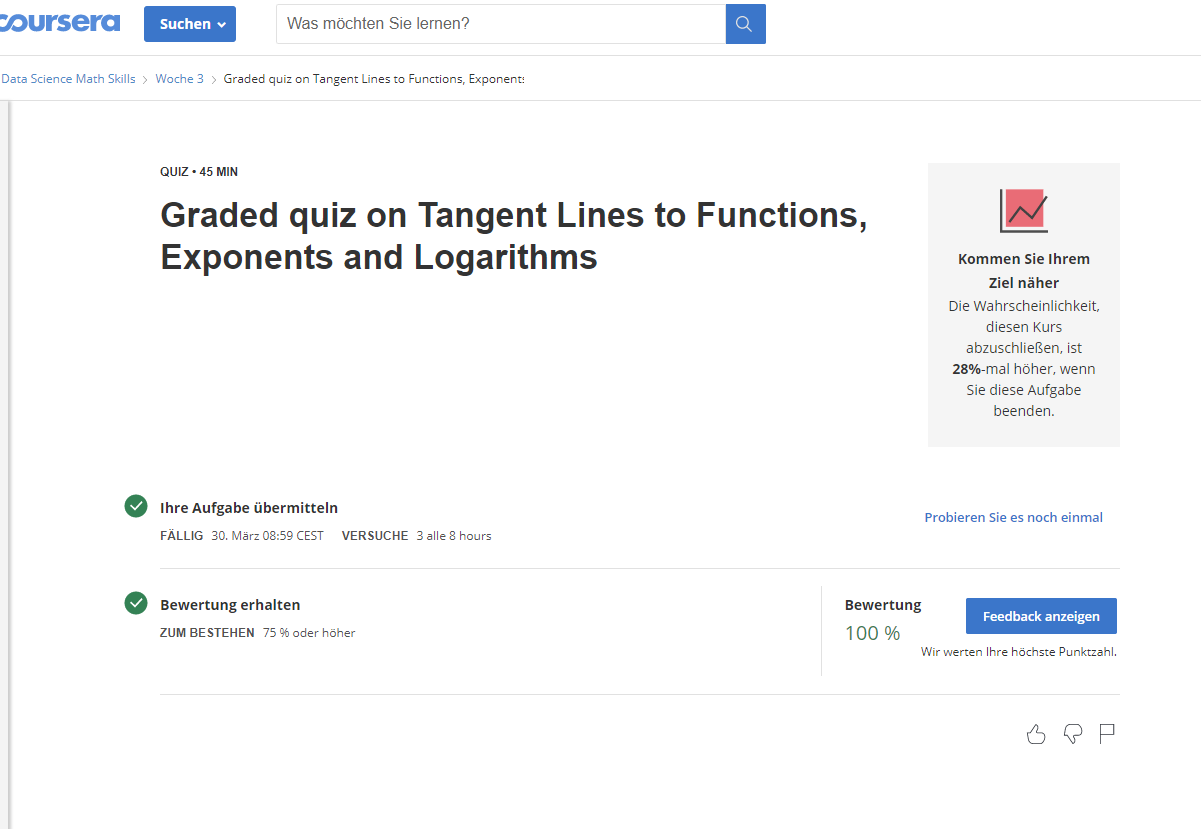 coursera
Suchen
Was möchten Sie lernen?
Data Science Math Skills > Woche 3 > Graded quiz on Tangent Lines to Functions, Exponents
QUIZ • 45 MIN
Graded quiz on Tangent Lines to Functions,
Exponents and Logarithms
Kommen Sie Ihrem
Ziel näher
Die Wahrscheinlichkeit,
diesen Kurs
abzuschließen, ist
28%-mal höher, wenn
Sie diese Aufgabe
beenden.
Ihre Aufgabe übermitteln
FÄLLIG 30. März 08:59 CEST VERSUCHE 3 alle 8 hours
Probieren Sie es noch einmal
Bewertung erhalten
ZUM BESTEHEN 75 % oder höher
Bewertung
100 %
Feedback anzeigen
Wir werten Ihre höchste Punktzahl.